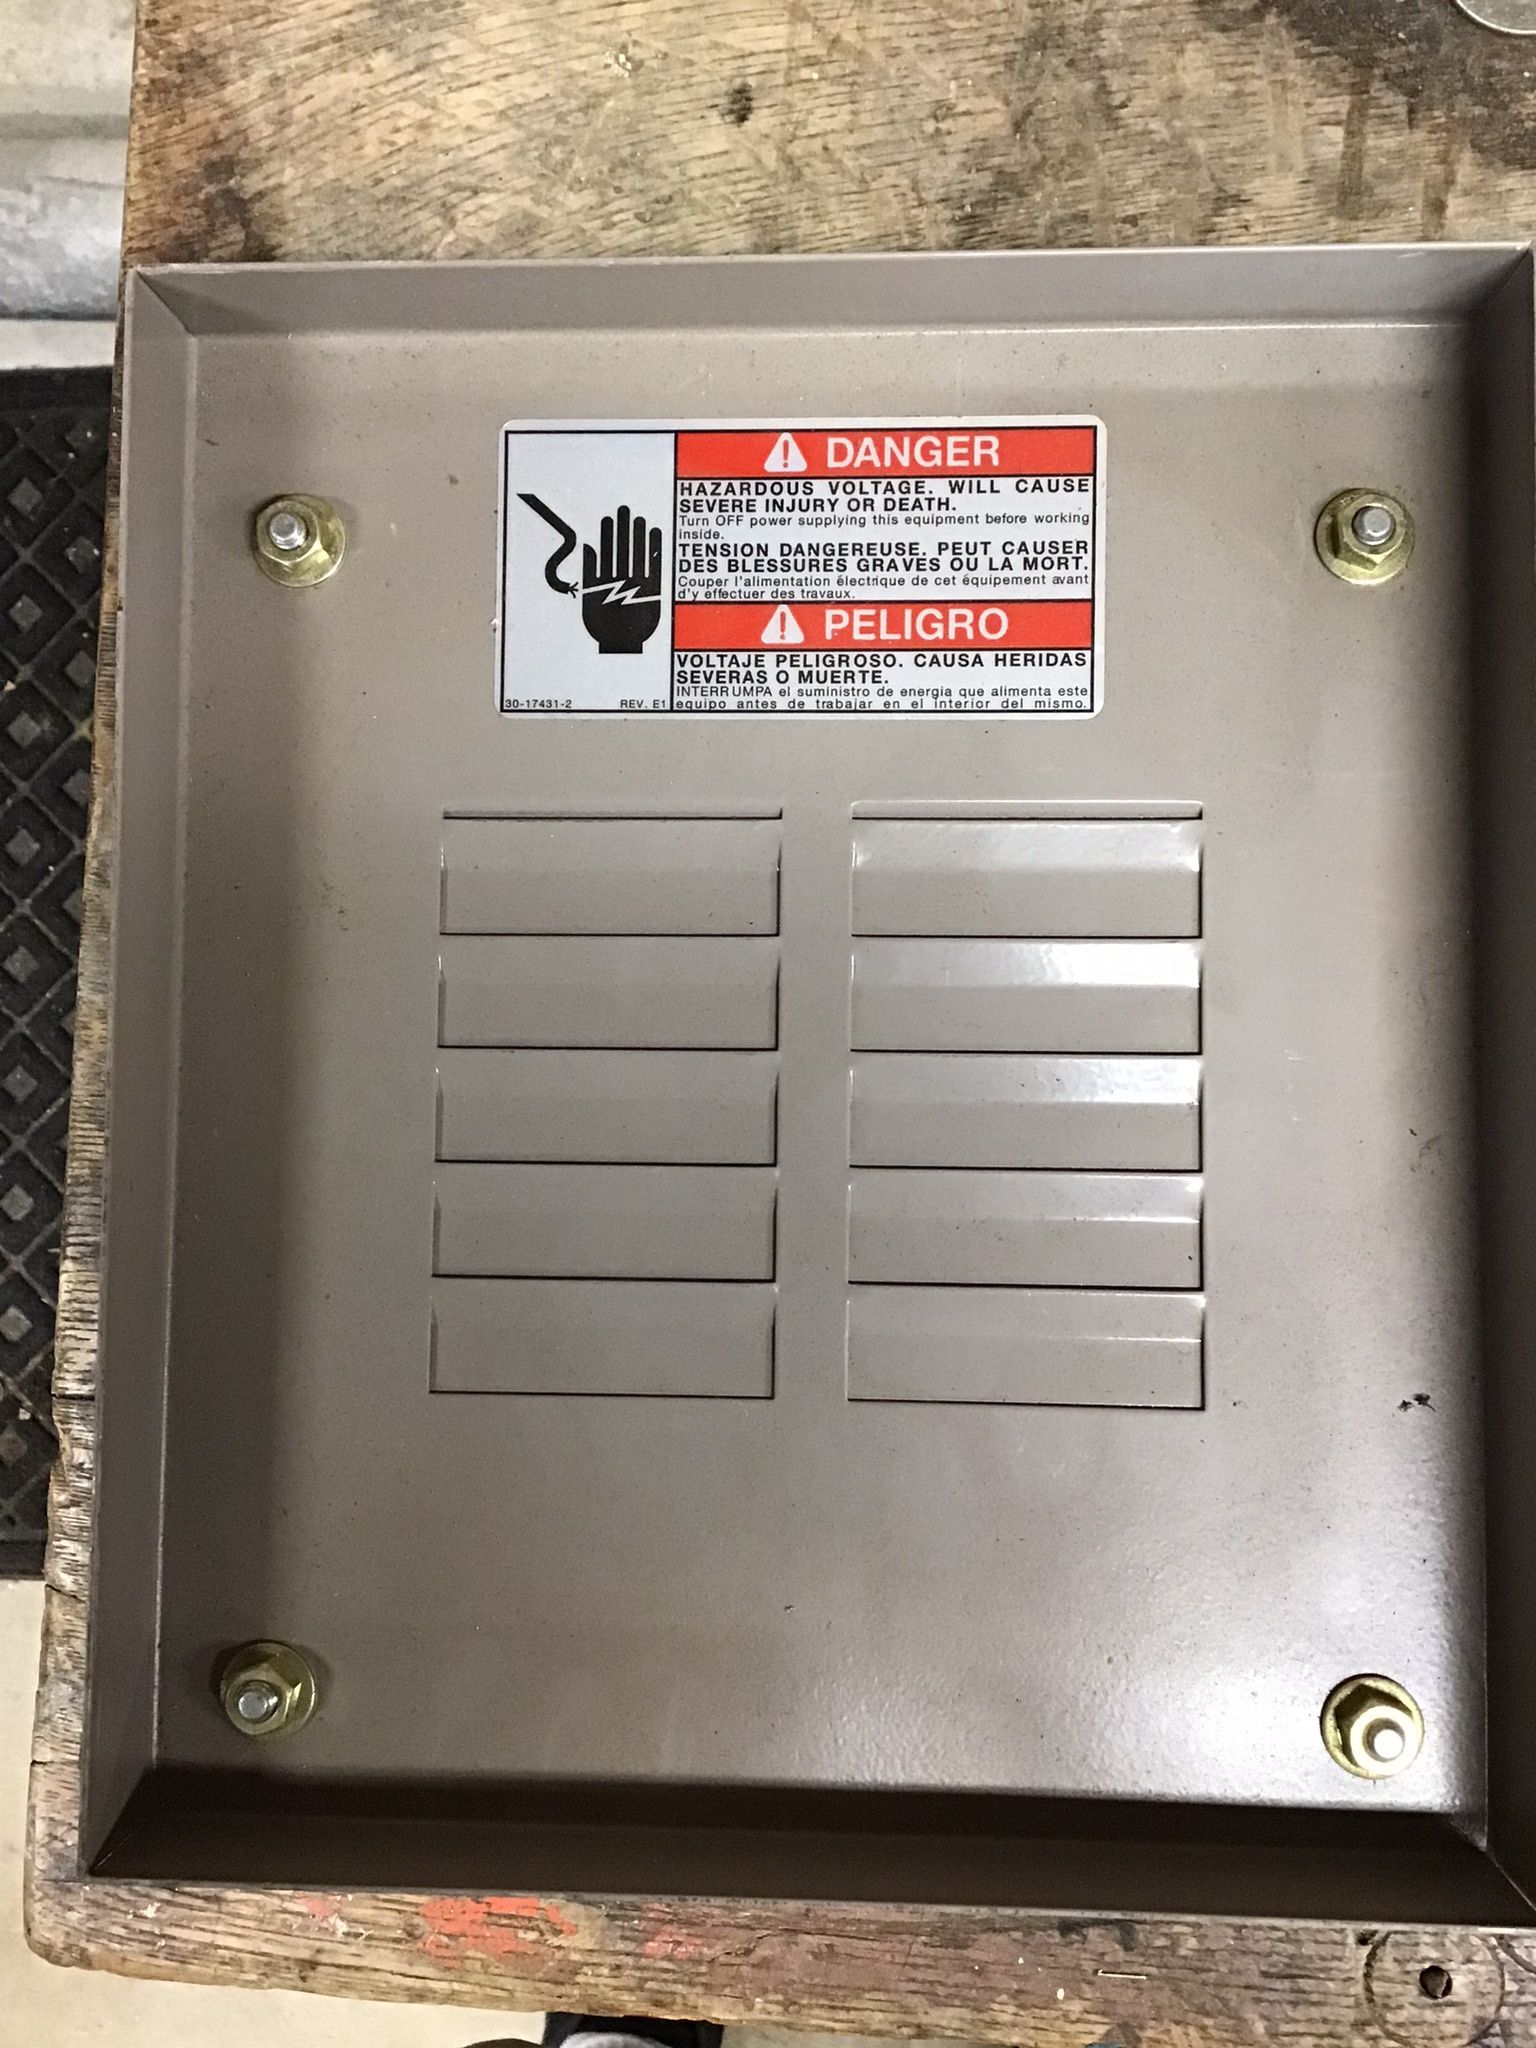 DANGER
HAZARDOUS VOLTAGE. WILL CAUSE
SEVERE INJURY OR DEATH.
Turn OFF power supplying this equipment before working
inside.
TENSION DANGEREUSE. PEUT CAUSER
DES BLESSURES GRAVES OU LA MORT.
Couper l'alimentation électrique de cet équipement avant
d'y effectuer des travaux.
PELIGRO
VOLTAJE PELIGROSO. CAUSA HERIDAS
SEVERAS O MUERTE.
INTERRUMPA el suministro de energia que alimenta este
equipo antes de trabajar en el interior del mismo.
30-17431-2 REV. E1